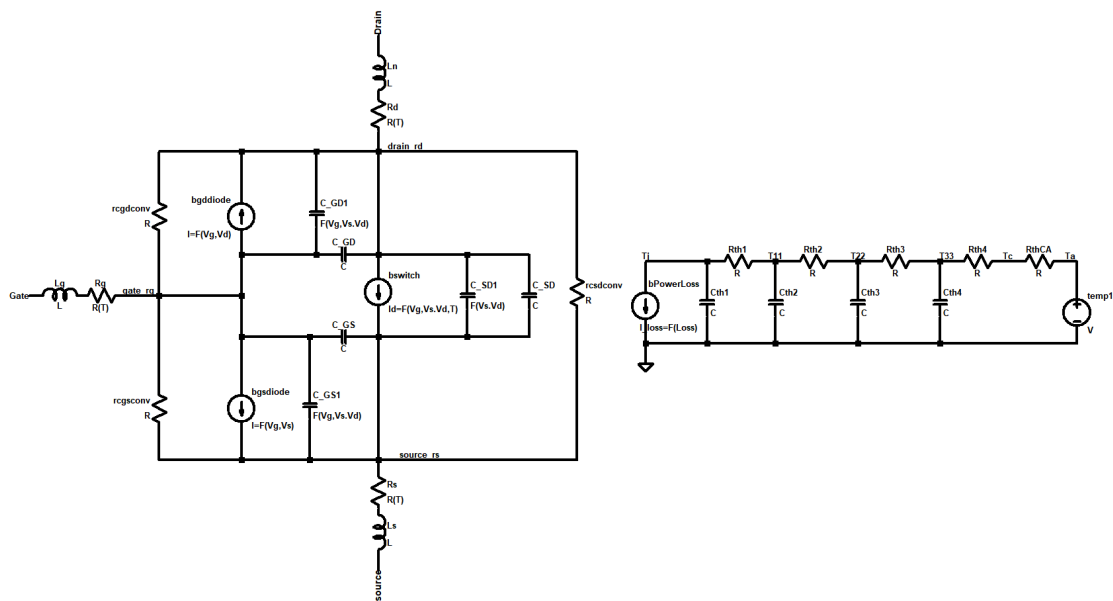 Drain
Ln
L
Rd
R(T)
drain_rd
bgddiode
I=F(Vg,Vd)
C_GD1
F(Vg,Vs.Vd)
rcgdconv
R
C_GD
C
bswitch
Id=F(Vg,Vs.Vd,T)
C_SD1
F(Vs.Vd)
C_SD
C
rcsdconv
R
Gate
Lg
L
Rg
R(T)
gate_rg
C_GS
C
rcgsconv
R
bgsdiode
I=F(Vg,Vs)
C_GS1
F(Vg,Vs.Vd)
source_rs
Rs
R(T)
Ls
L
source
Tj
Rth1
R
T11
Rth2
R
T22
Rth3
R
T33
Rth4
R
Tc
RthCA
R
Ta
bPowerLoss
I_loss=F(Loss)
Cth1
C
Cth2
C
Cth3
C
Cth4
C
temp1
V